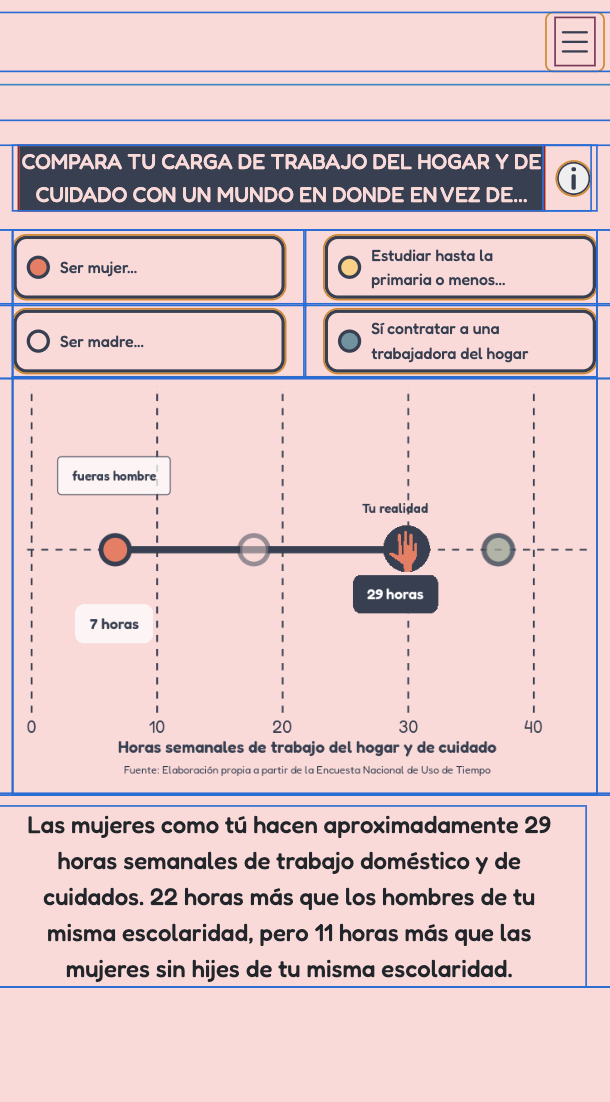 COMPARA TU CARGA DE TRABAJO DEL HOGAR Y DE
CUIDADO CON UN MUNDO EN DONDE EN VEZ DE...
Ser mujer...
Estudiar hasta la
primaria o menos...
Ser madre...
Sí contratar a una
trabajadora del hogar
fueras hombre
Tu realidad
29 horas
7 horas
0 10 20 30 40
Horas semanales de trabajo del hogar y de cuidado
Fuente: Elaboración propia a partir de la Encuesta Nacional de Uso de Tiempo
Las mujeres como tú hacen aproximadamente 29
horas semanales de trabajo doméstico y de
cuidados. 22 horas más que los hombres de tu
misma escolaridad, pero 11 horas más que las
mujeres sin hijes de tu misma escolaridad.